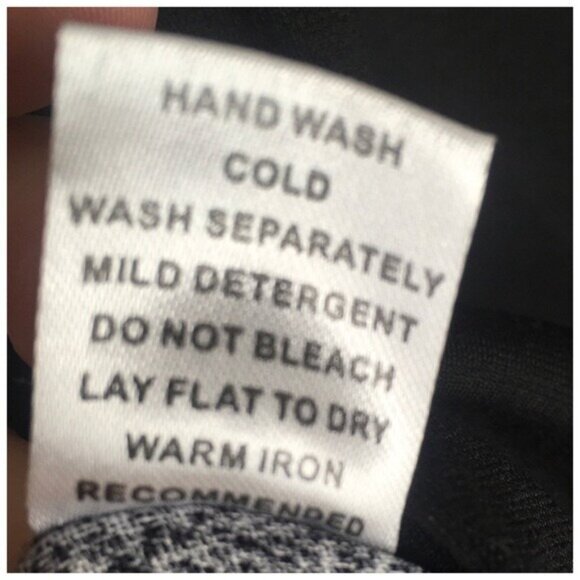 HAND WASH
COLD
WASH SEPARATELY
MILD DETERGENT
DO NOT BLEACH
LAY FLAT TO DRY
WARM IRON
RECOMMENDED